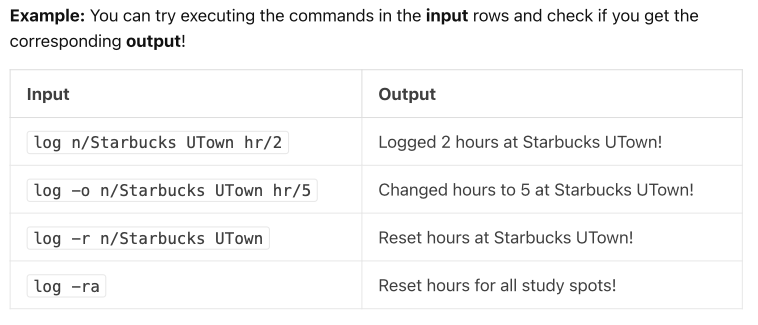 Example: You can try executing the commands in the input rows and check if you get the
corresponding output!
Input Output
log n/Starbucks UTown hr/2 Logged 2 hours at Starbucks UTown!
log -o n/Starbucks UTown hr/5 Changed hours to 5 at Starbucks UTown!
log -r n/Starbucks UTown Reset hours at Starbucks UTown!
log -ra Reset hours for all study spots!